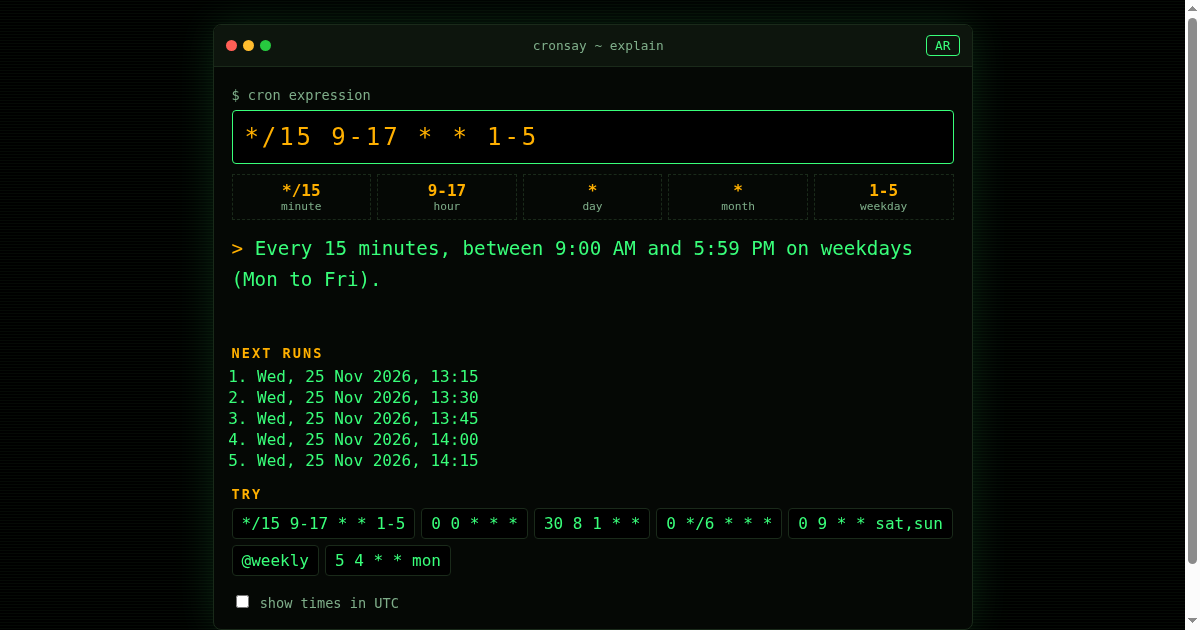 cronsay ~ explain
AR
$ cron expression
*/15 9-17 * * 1-5
*/15 9-17 * * 1-5
minute hour day month weekday
> Every 15 minutes, between 9:00 AM and 5:59 PM on weekdays
(Mon to Fri).
NEXT RUNS
1. Wed, 25 Nov 2026, 13:15
2. Wed, 25 Nov 2026, 13:30
3. Wed, 25 Nov 2026, 13:45
4. Wed, 25 Nov 2026, 14:00
5. Wed, 25 Nov 2026, 14:15
TRY
*/15 9-17 * * 1-5 0 0 * * * 30 8 1 * * 0 */6 * * * 0 9 * * sat,sun
@weekly 5 4 * * mon
show times in UTC